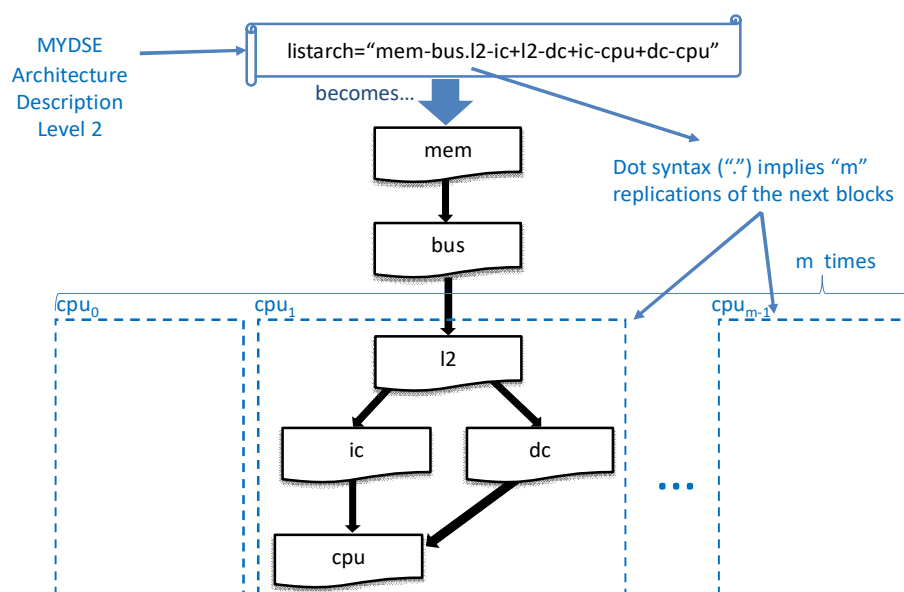 MYDSE
Architecture
Description
Level 2
listarch=“mem-bus.l2-ic+l2-dc+ic-cpu+dc-cpu”
becomes…
mem
Dot syntax (“.”) implies “m”
replications of the next blocks
bus
m times
cpu0
cpu1
cpum-1
l2
ic
dc
...
cpu